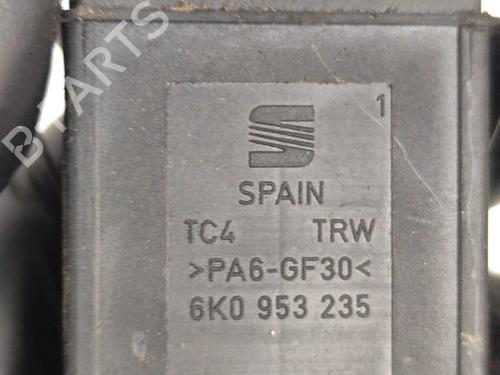 B PARTS
1
SPAIN
TC4 TRW
>PA6-GF30<
6K0 953 235